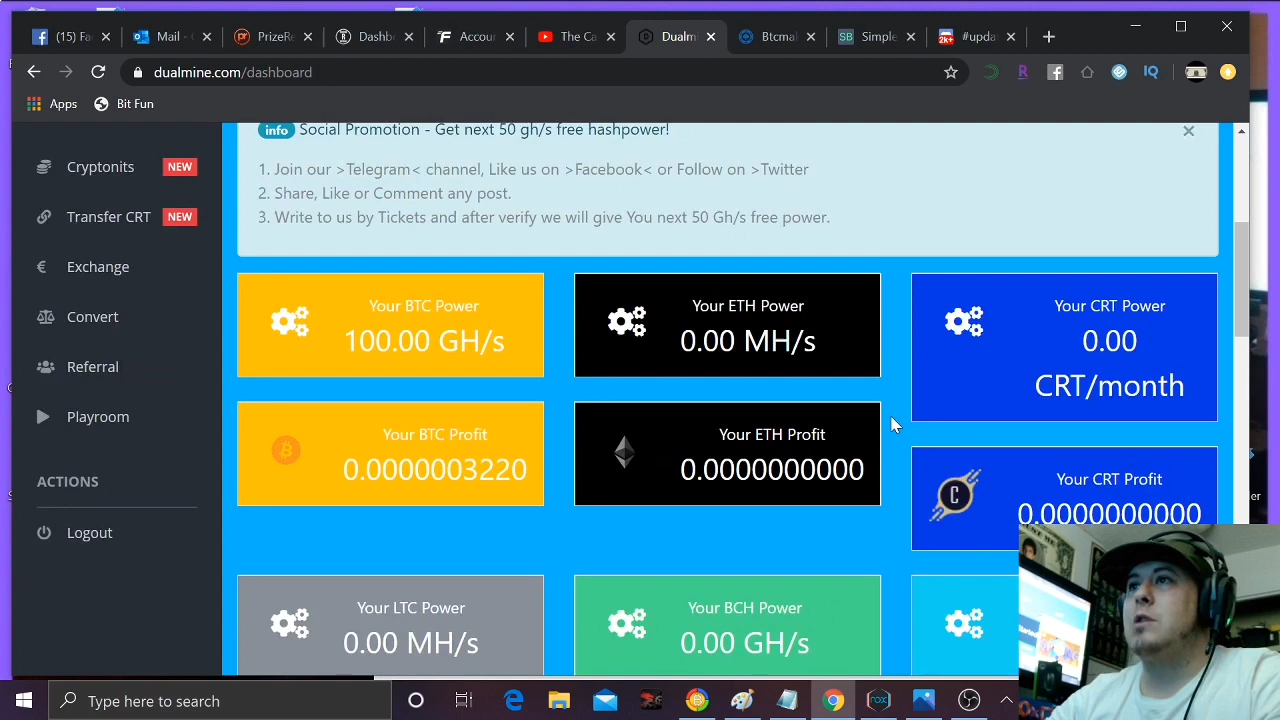 (15) Fa
Mail - 
PrizeRe
Dashb
Accou
The Ca
Dualm
Btcmal
Simple
2k+
#updat
dualmine.com/dashboard
R
IQ
Apps
Bit Fun
info Social Promotion - Get next 50 gh/s free hashpower!
1. Join our >Telegram< channel, Like us on >Facebook< or Follow on >Twitter
2. Share, Like or Comment any post.
3. Write to us by Tickets and after verify we will give You next 50 Gh/s free power.
Cryptonits NEW
Transfer CRT NEW
Exchange
Convert
Referral
Playroom
ACTIONS
Logout
Your BTC Power
100.00 GH/s
Your ETH Power
0.00 MH/s
Your CRT Power
0.00
CRT/month
Your BTC Profit
0.0000003220
Your ETH Profit
0.0000000000
Your CRT Profit
0.0000000000
Your LTC Power
0.00 MH/s
Your BCH Power
0.00 GH/s
Type here to search